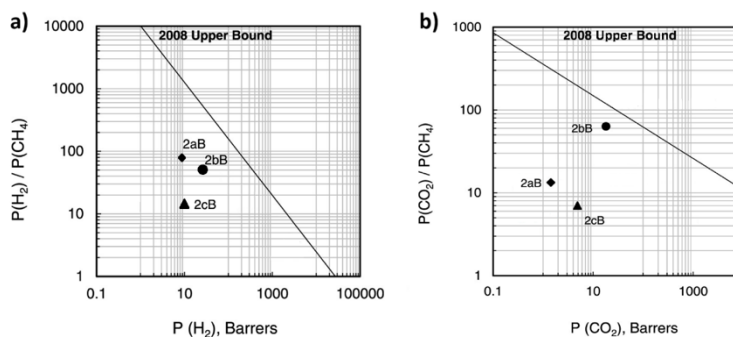 a)
2008 Upper Bound
10000
1000
100
10
1
P(H₂) / P(CH₄)
2aB
2bB
2cB
0.1 10 1000 100000
P (H₂), Barrers
b)
2008 Upper Bound
1000
100
10
1
P(CO₂) / P(CH₄)
2bB
2aB
2cB
0.1 10 1000
P (CO₂), Barrers